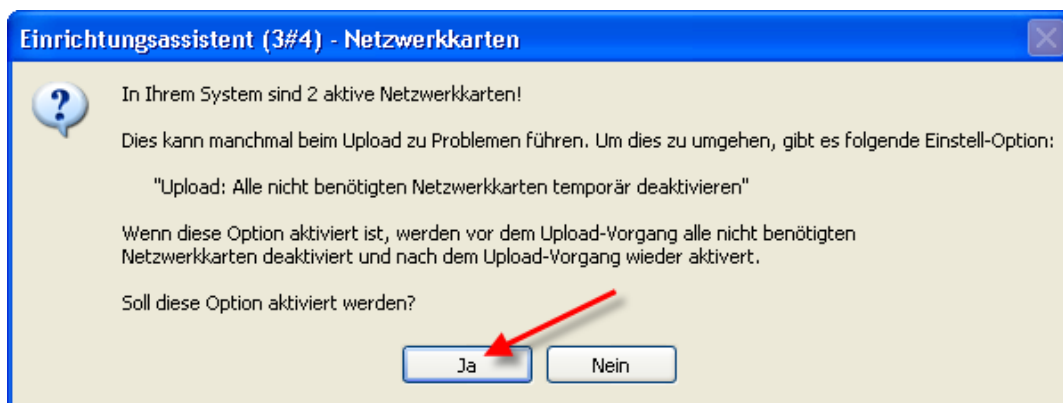 Einrichtungsassistent (3#4) - Netzwerkkarten
In Ihrem System sind 2 aktive Netzwerkkarten!
Dies kann manchmal beim Upload zu Problemen führen. Um dies zu umgehen, gibt es folgende Einstell-Option:
"Upload: Alle nicht benötigten Netzwerkkarten temporär deaktivieren"
Wenn diese Option aktiviert ist, werden vor dem Upload-Vorgang alle nicht benötigten
Netzwerkkarten deaktiviert und nach dem Upload-Vorgang wieder aktivert.
Soll diese Option aktiviert werden?
Ja Nein